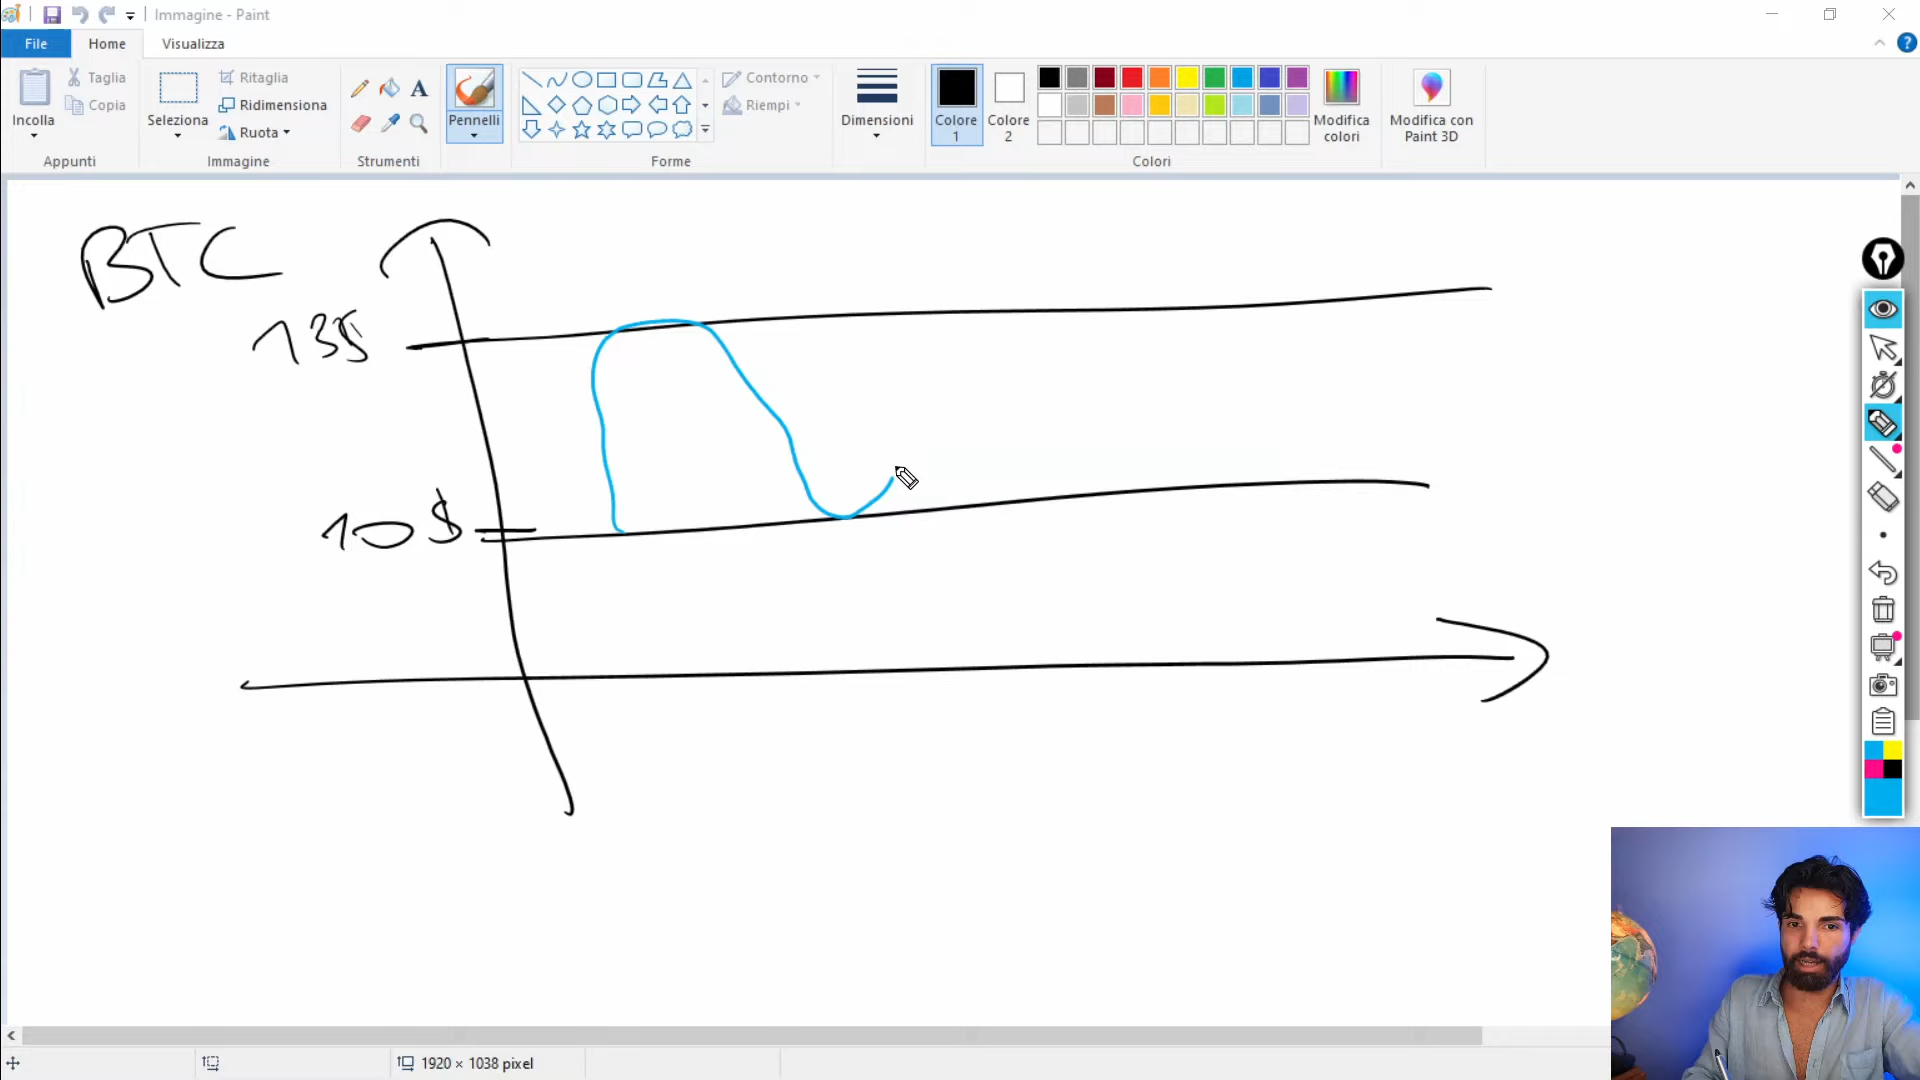 Immagine - Paint
File Home Visualizza
Incolla
Taglia
Copia
Appunti
Seleziona
Ritaglia
Ridimensiona
Ruota
Immagine
A
Strumenti
Pennelli
Contorno
Riempi
Forme
Dimensioni
Colore 1
Colore 2
Modifica colori
Modifica con Paint 3D
Colori
BTC
13$
10$
1920 × 1038 pixel